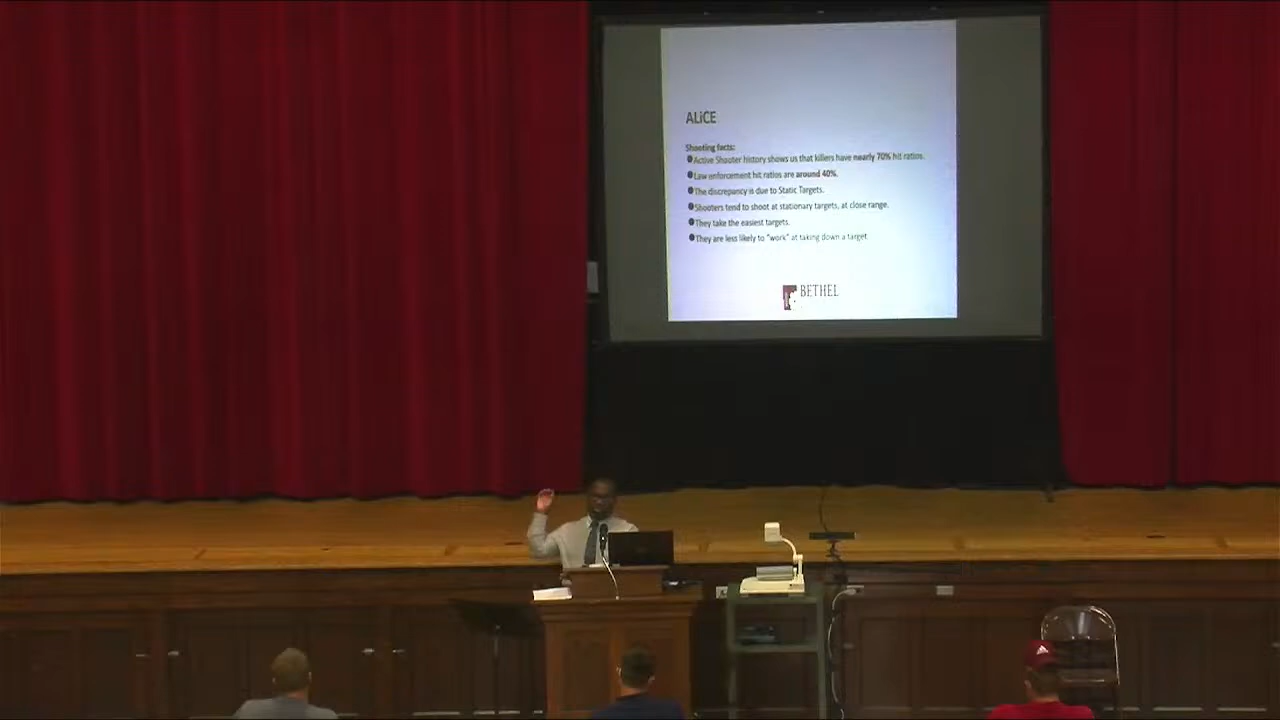 ALiCE
Shooting facts:
Active Shooter history shows us that killers have nearly 70% hit ratios.
Law enforcement hit ratios are around 40%.
The discrepancy is due to Static Targets.
Shooters tend to shoot at stationary targets, at close range.
They take the easiest targets.
They are less likely to "work" at taking down a target.
BETHEL